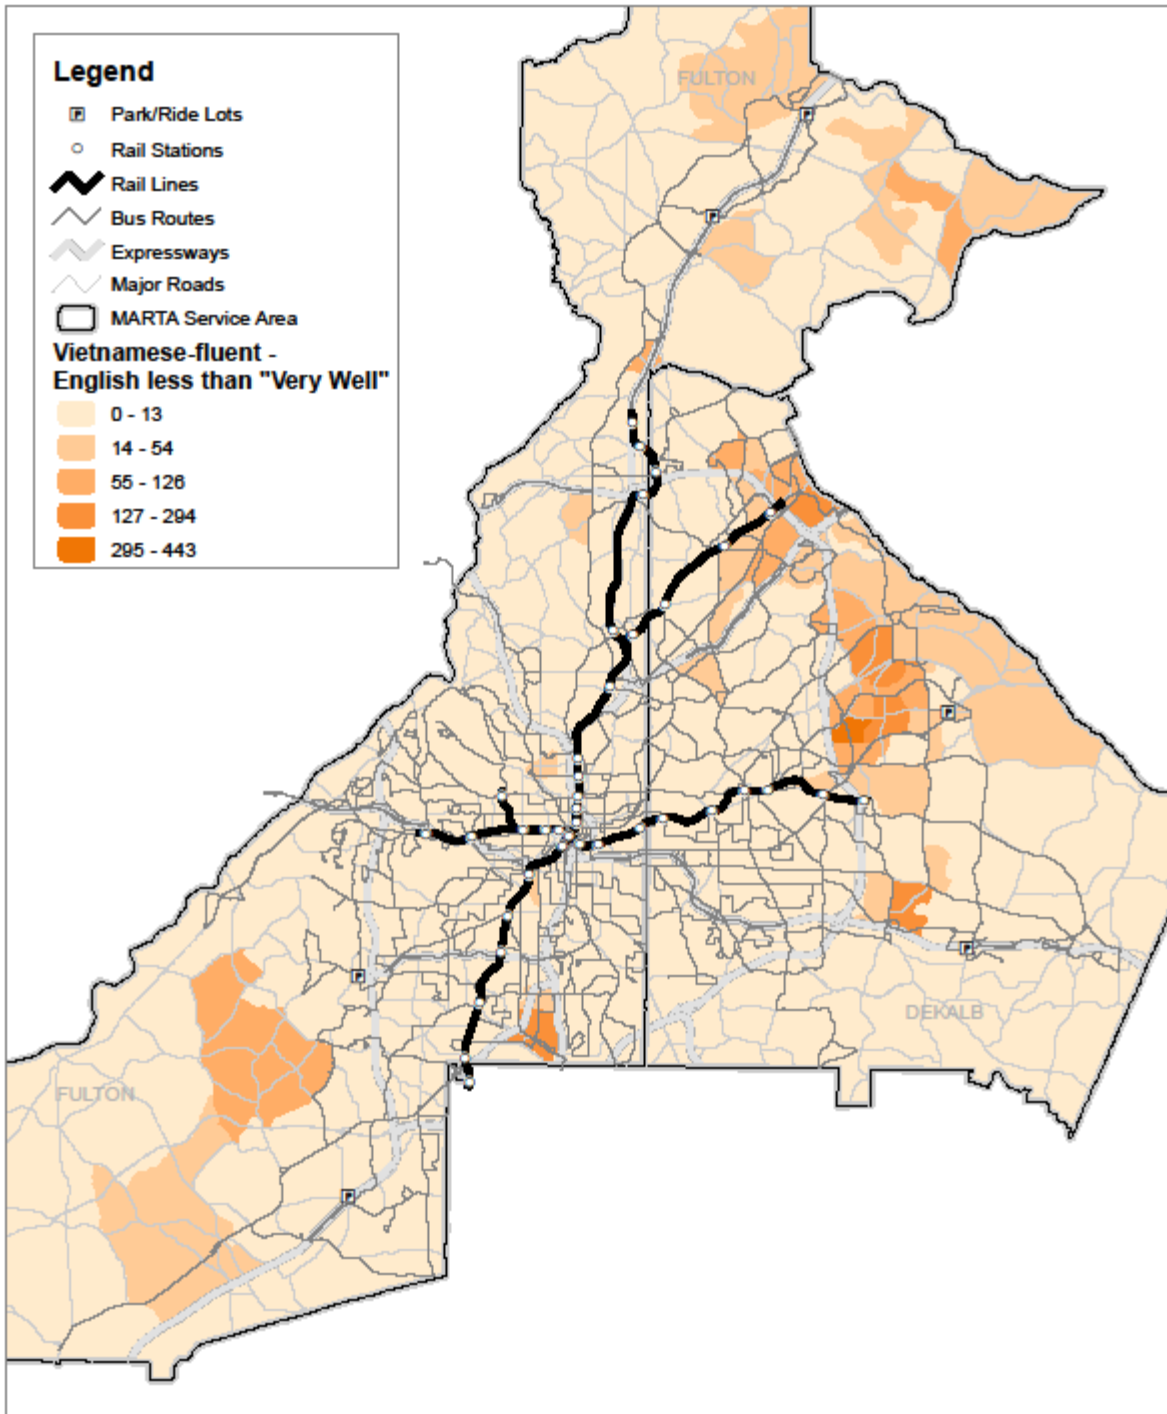 Legend
Park/Ride Lots
Rail Stations
Rail Lines
Bus Routes
Expressways
Major Roads
MARTA Service Area
Vietnamese-fluent -
English less than "Very Well"
0 - 13
14 - 54
55 - 126
127 - 294
295 - 443
FULTON
DEKALB
FULTON
P
P
P
P
P
P
P